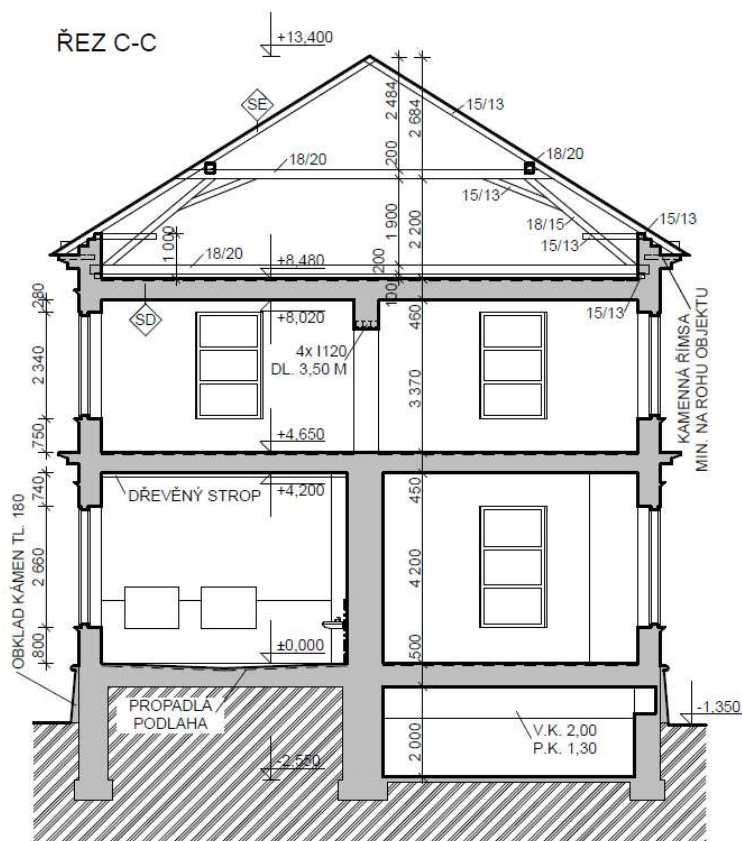 ŘEZ C-C
+13,400
SE
2 484
2 684
15/13
18/20
200
18/20
15/13
18/15
15/13
15/13
1 900
2 200
1 000
18/20
+8,480
200
100
15/13
KAMENNÁ ŘÍMSA
MIN. NA ROHU OBJEKTU
280
SD
+8,020
460
4x I120
DL. 3,50 M
2 340
3 370
750
+4,650
740
DŘEVĚNÝ STROP
+4,200
450
OBKLAD KÁMEN TL. 180
2 660
4 200
800
±0,000
500
PROPADLÁ
PODLAHA
-1,350
V.K. 2,00
P.K. 1,30
2 000
-2,550